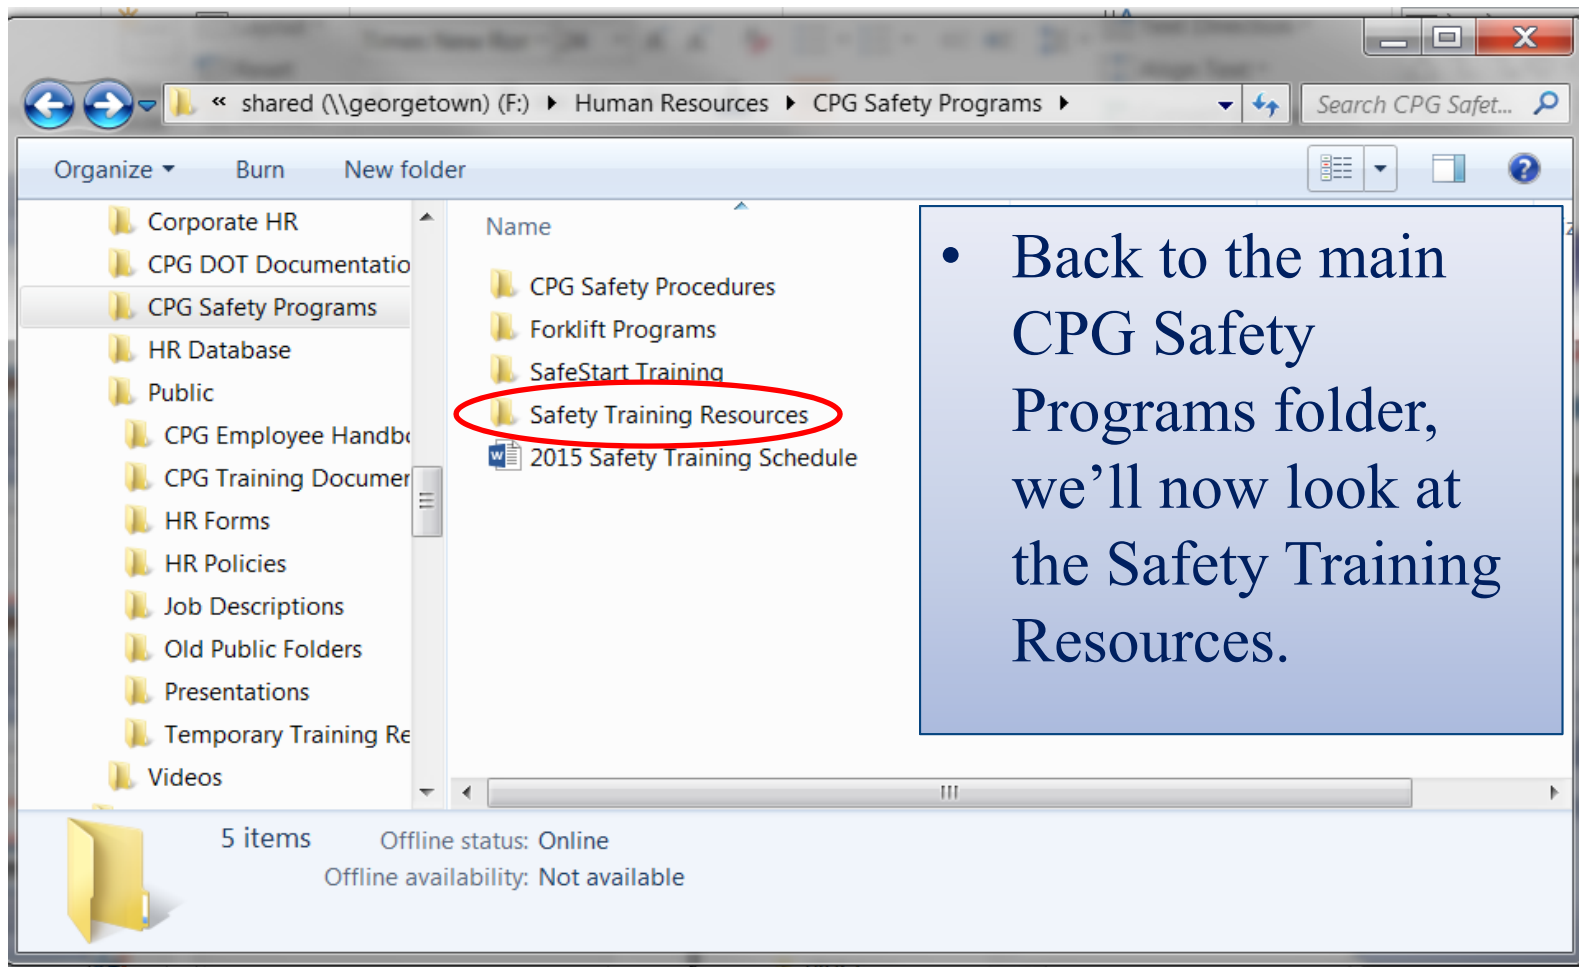 « shared (\\georgetown) (F:) Human Resources CPG Safety Programs
Search CPG Safet...
Organize Burn New folder
Corporate HR
CPG DOT Documentatio
CPG Safety Programs
HR Database
Public
CPG Employee Handb
CPG Training Documer
HR Forms
HR Policies
Job Descriptions
Old Public Folders
Presentations
Temporary Training Re
Videos
Name
CPG Safety Procedures
Forklift Programs
SafeStart Training
Safety Training Resources
2015 Safety Training Schedule
• Back to the main
CPG Safety
Programs folder,
we’ll now look at
the Safety Training
Resources.
5 items Offline status: Online
Offline availability: Not available